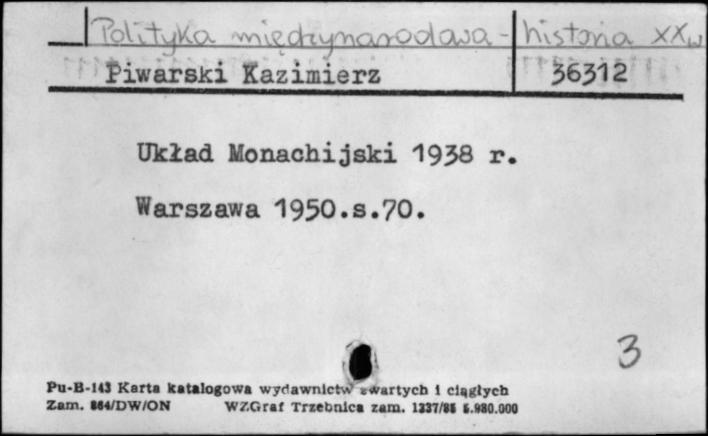 Polityka międzynarodowa - historia XXw
Piwarski Kazimierz 36312
Układ Monachijski 1938 r.
Warszawa 1950.s.70.
3
Pu-B-143 Karta katalogowa wydawnictw zwartych i ciągłych
Zam. 864/DW/ON WZGraf Trzebnica zam. 1337/86 5.980.000